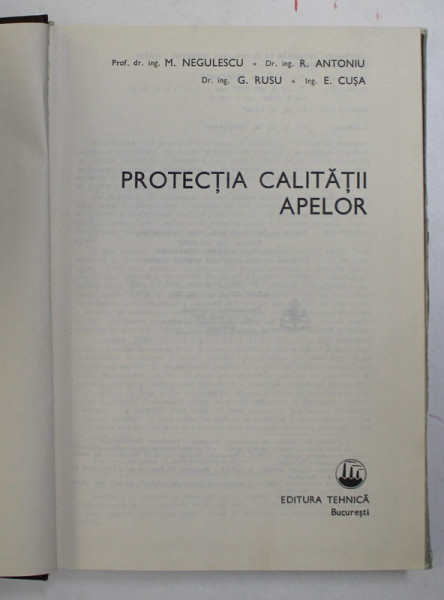 Prof. dr. ing. M. NEGULESCU • Dr. ing. R. ANTONIU
Dr. ing. G. RUSU • Ing. E. CUȘA
PROTECȚIA CALITĂȚII
APELOR
EDITURA TEHNICĂ
București